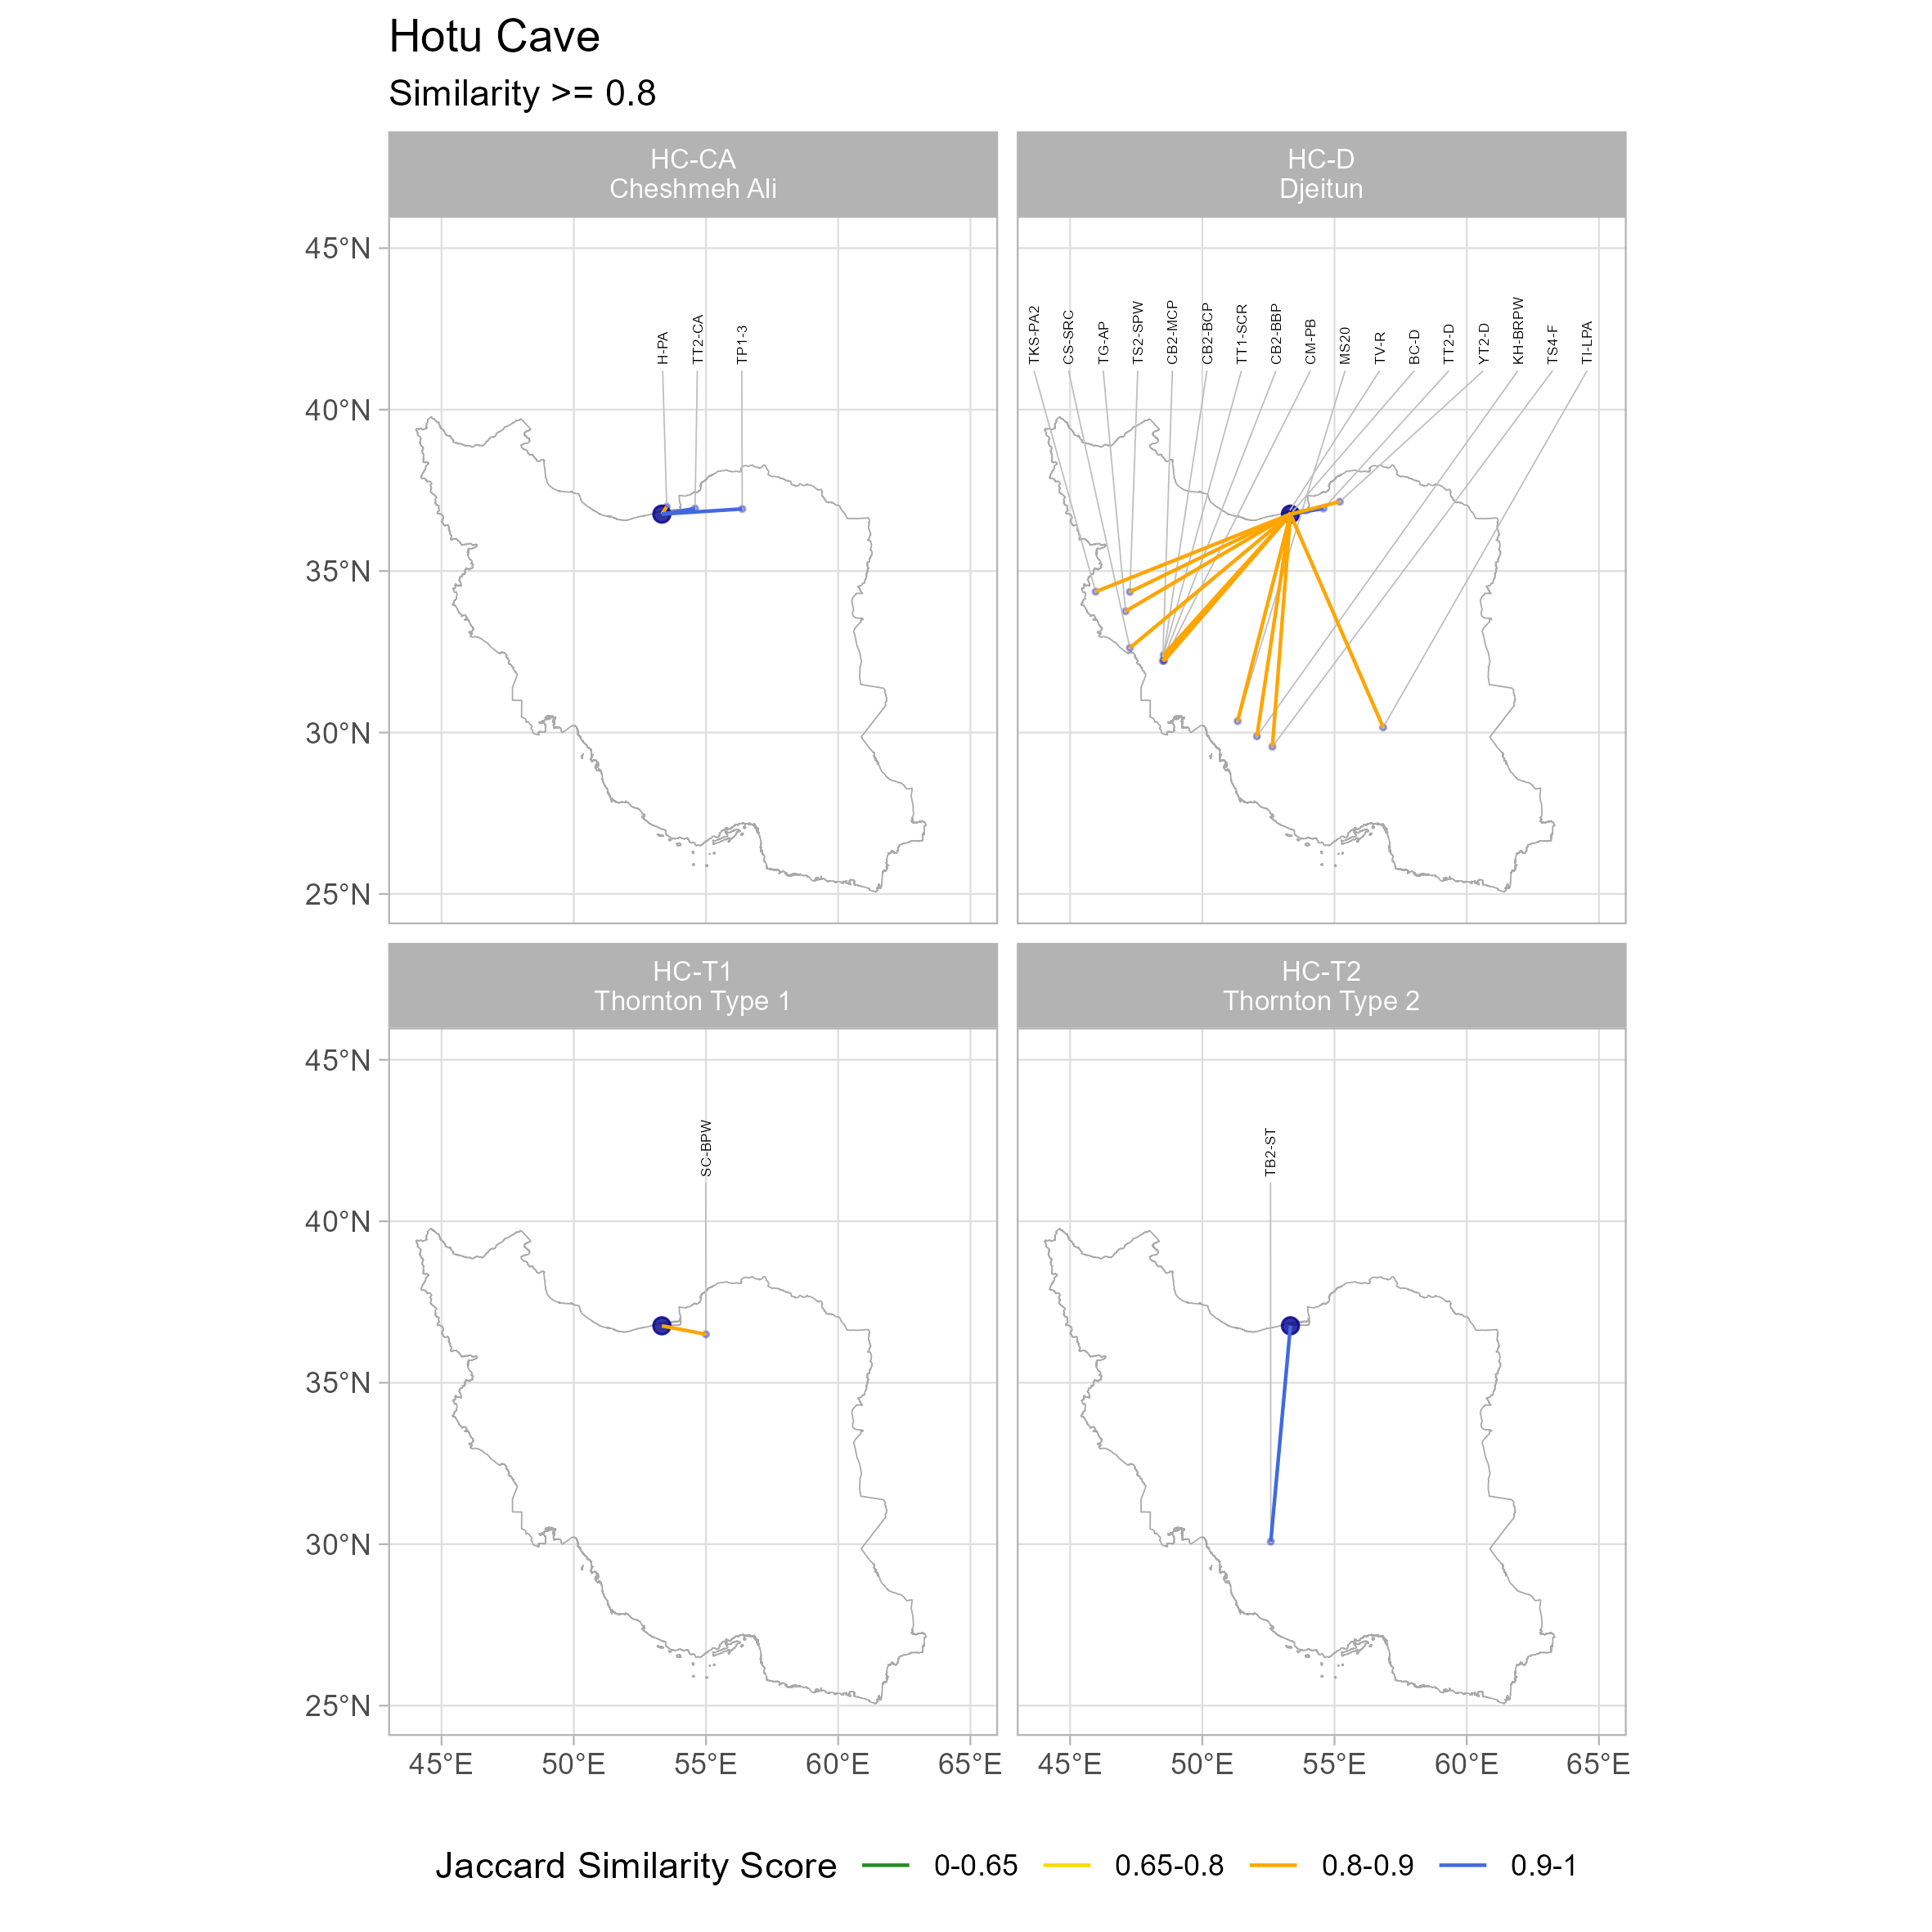 Hotu Cave
Similarity >= 0.8
HC-CA
Cheshmeh Ali
HC-D
Djeitun
45°N
40°N
35°N
30°N
25°N
H-PA
TT2-CA
TP1-3
TKS-PA2
CS-SRC
TG-AP
TS2-SPW
CB2-MCP
CB2-BCP
TT1-SCR
CB2-BBP
CM-PB
MS20
TV-R
BC-D
TT2-D
YT2-D
KH-BRPW
TS4-F
TI-LPA
HC-T1
Thornton Type 1
HC-T2
Thornton Type 2
45°N
40°N
35°N
30°N
25°N
SC-BPW
TB2-ST
45°E 50°E 55°E 60°E 65°E
45°E 50°E 55°E 60°E 65°E
Jaccard Similarity Score 0-0.65 0.65-0.8 0.8-0.9 0.9-1